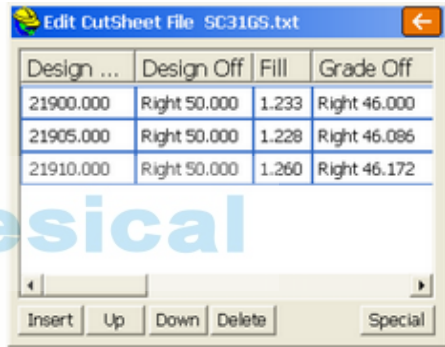 Edit CutSheet File SC31GS.txt
Design ... Design Off Fill Grade Off
21900.000 Right 50.000 1.233 Right 46.000
21905.000 Right 50.000 1.228 Right 46.086
21910.000 Right 50.000 1.260 Right 46.172
esical
Insert Up Down Delete Special